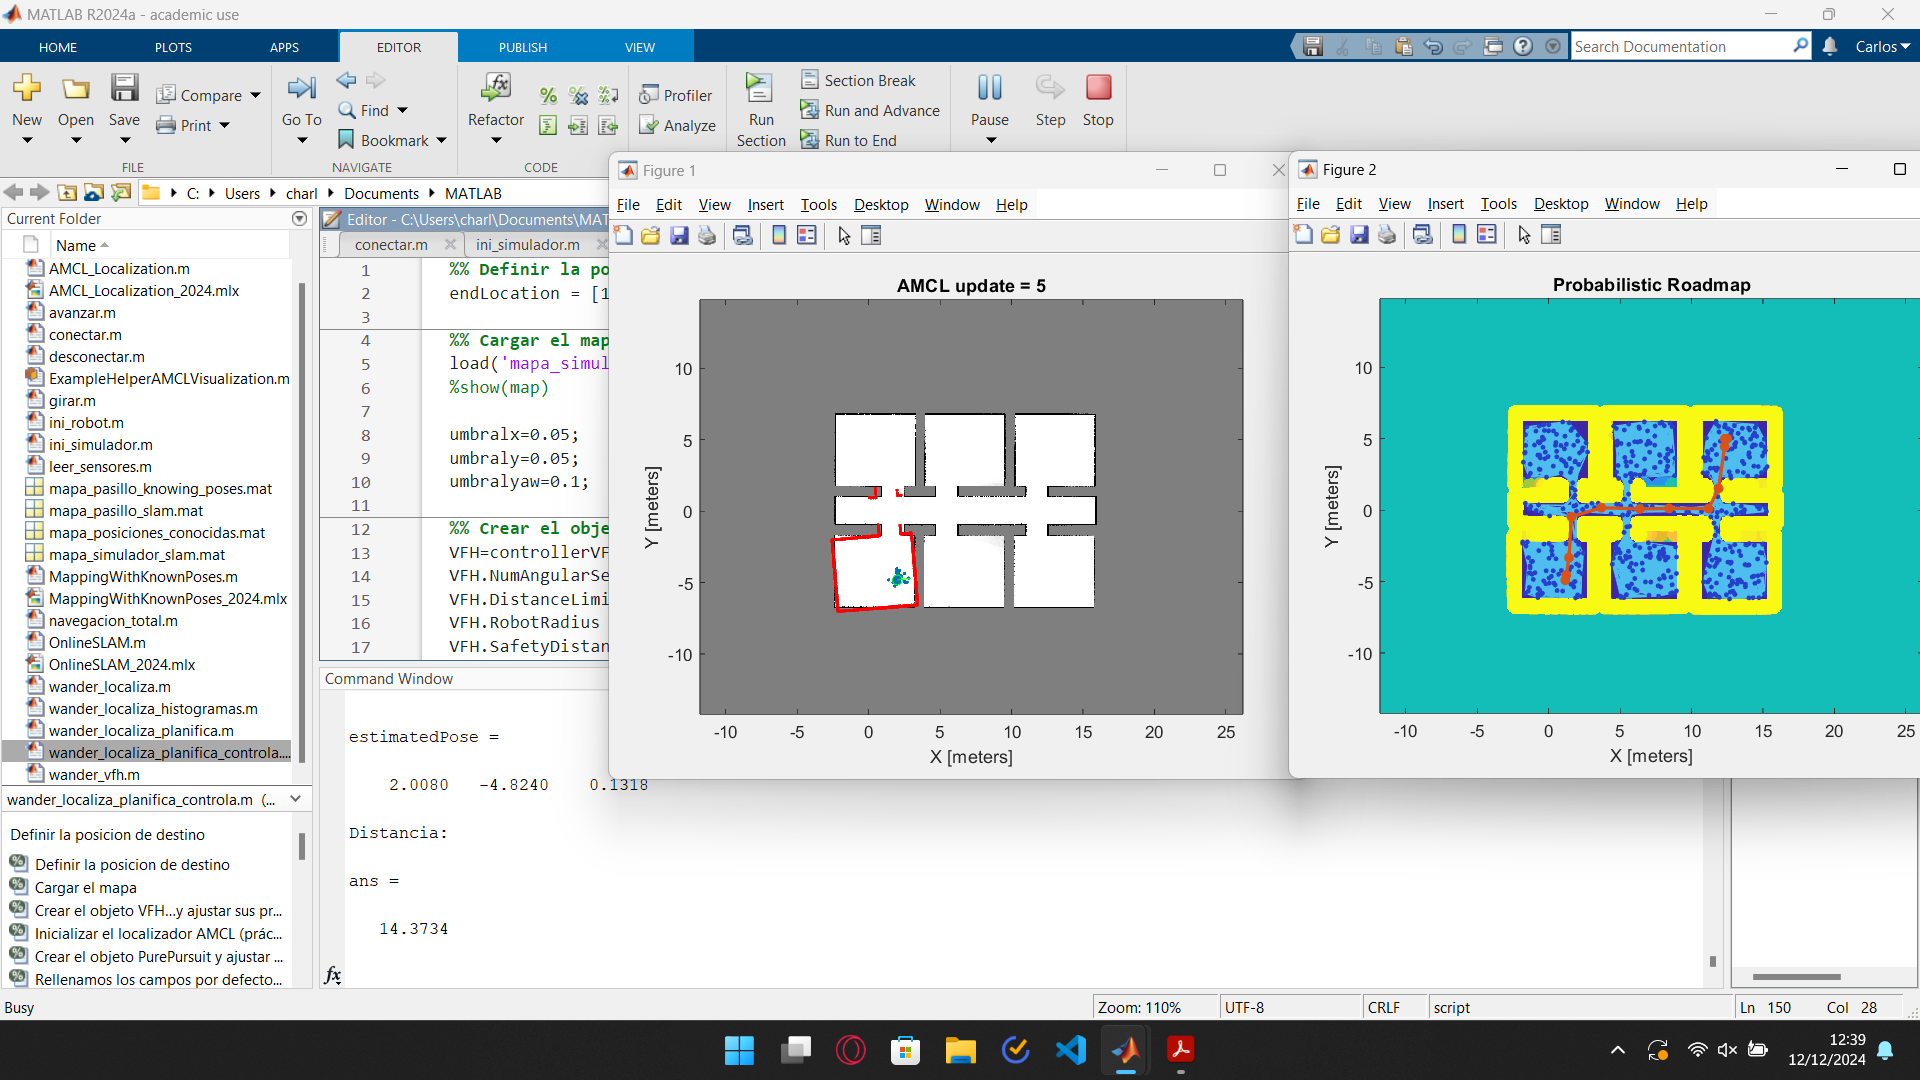 MATLAB R2024a - academic use
HOME
PLOTS
APPS
EDITOR
PUBLISH
VIEW
Search Documentation
Carlos
New
Open
Save
Compare
Print
FILE
Go To
Find
Bookmark
NAVIGATE
Refactor
CODE
Profiler
Analyze
Run Section
Section Break
Run and Advance
Run to End
Pause
Step
Stop
C: Users charl Documents MATLAB
Current Folder
Name
AMCL_Localization.m
AMCL_Localization_2024.mlx
avanzar.m
conectar.m
desconectar.m
ExampleHelperAMCLVisualization.m
girar.m
ini_robot.m
ini_simulador.m
leer_sensores.m
mapa_pasillo_knowing_poses.mat
mapa_pasillo_slam.mat
mapa_posiciones_conocidas.mat
mapa_simulador_slam.mat
MappingWithKnownPoses.m
MappingWithKnownPoses_2024.mlx
navegacion_total.m
OnlineSLAM.m
OnlineSLAM_2024.mlx
wander_localiza.m
wander_localiza_histogramas.m
wander_localiza_planifica.m
wander_localiza_planifica_controla....
wander_vfh.m
wander_localiza_planifica_controla.m (...
Definir la posicion de destino
Definir la posicion de destino
Cargar el mapa
Crear el objeto VFH...y ajustar sus pr...
Inicializar el localizador AMCL (prác...
Crear el objeto PurePursuit y ajustar ...
Rellenamos los campos por defecto...
Editor - C:\Users\charl\Documents\MAT
conectar.m
ini_simulador.m
1 %% Definir la po
2 endLocation = [1
3
4 %% Cargar el map
5 load('mapa_simul
6 %show(map)
7
8 umbralx=0.05;
9 umbraly=0.05;
10 umbralyaw=0.1;
11
12 %% Crear el obje
13 VFH=controllerVF
14 VFH.NumAngularSe
15 VFH.DistanceLimi
16 VFH.RobotRadius
17 VFH.SafetyDistan
Command Window
estimatedPose =
2.0080 -4.8240 0.1318
Distancia:
ans =
14.3734
fx
Figure 1
File Edit View Insert Tools Desktop Window Help
AMCL update = 5
Y [meters]
10
5
0
-5
-10
-10 -5 0 5 10 15 20 25
X [meters]
Figure 2
File Edit View Insert Tools Desktop Window Help
Probabilistic Roadmap
Y [meters]
10
5
0
-5
-10
-10 -5 0 5 10 15 20 25
X [meters]
Busy
Zoom: 110%
UTF-8
CRLF
script
Ln 150 Col 28
12:39
12/12/2024